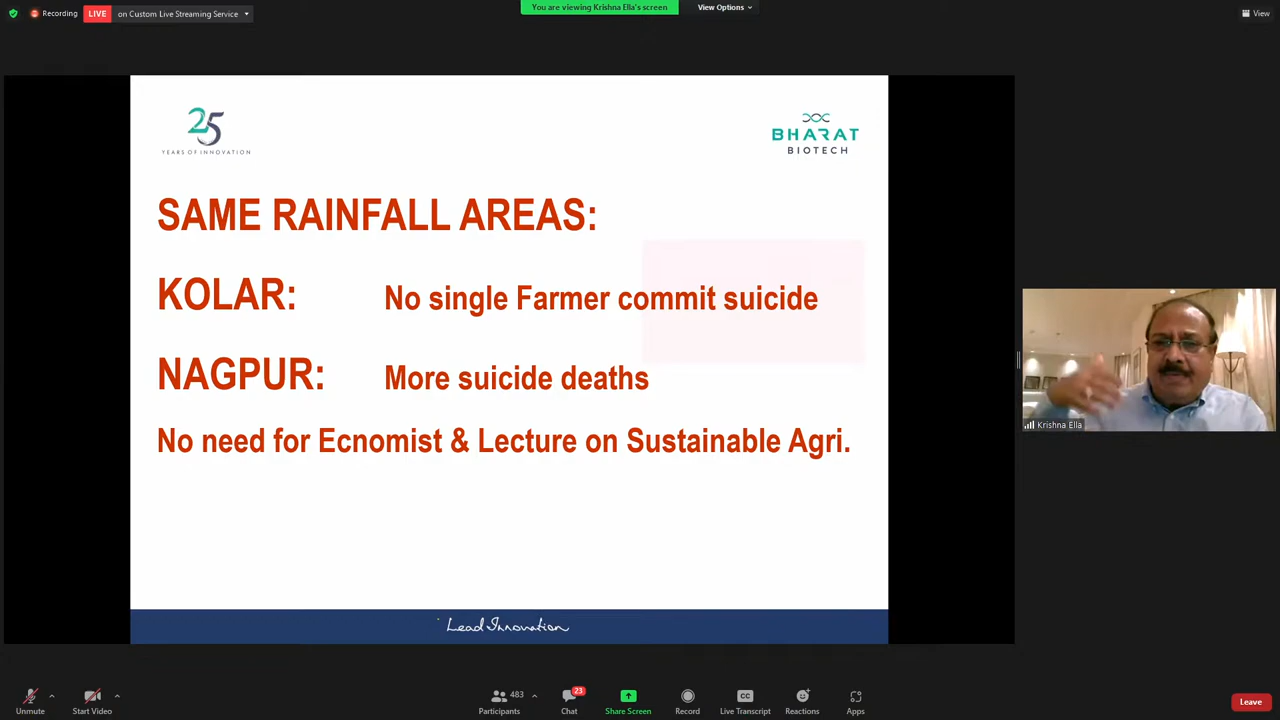 Recording
LIVE
on Custom Live Streaming Service
You are viewing Krishna Ella's screen
View Options
View
25
YEARS OF INNOVATION
BHARAT
BIOTECH
SAME RAINFALL AREAS:
KOLAR: No single Farmer commit suicide
NAGPUR: More suicide deaths
No need for Ecnomist & Lecture on Sustainable Agri.
Lead Innovation
Krishna Ella
Unmute
Start Video
483
Participants
23
Chat
Share Screen
Record
CC
Live Transcript
Reactions
Apps
Leave